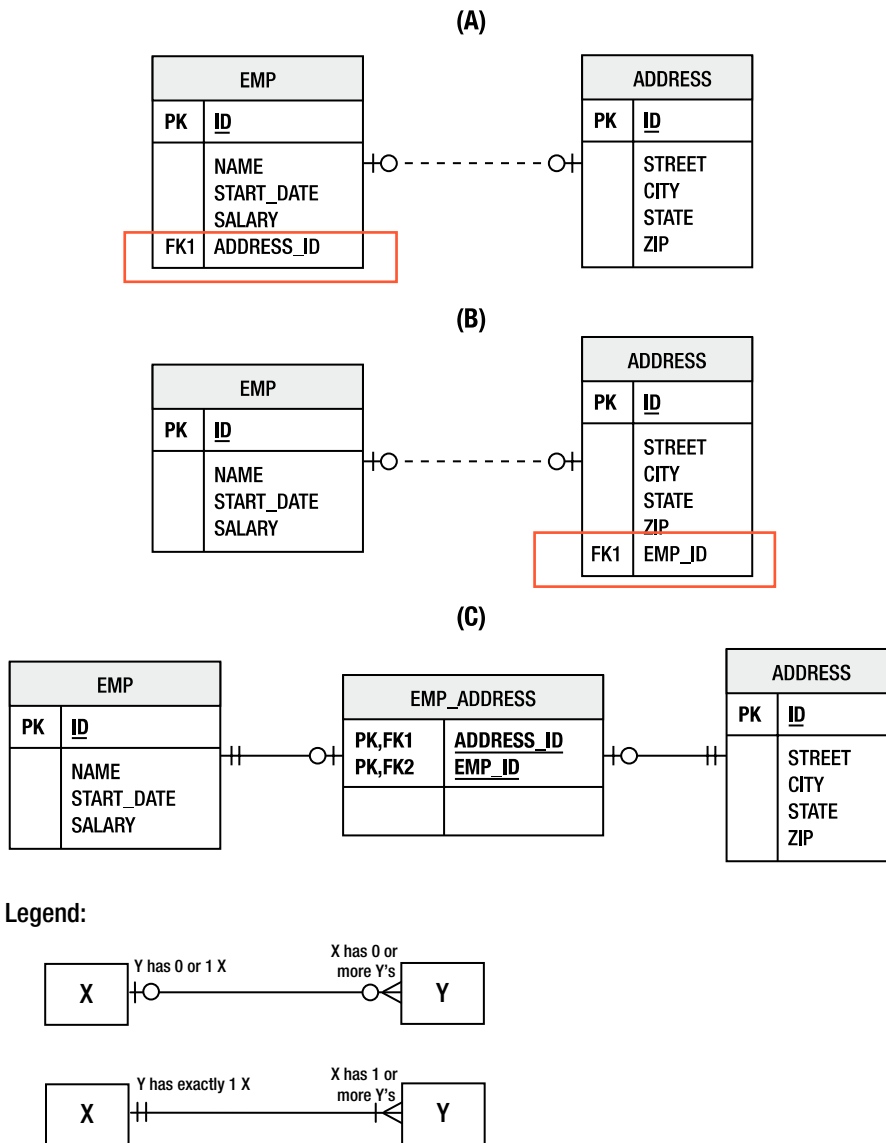 (A)
EMP
PK ID
NAME
START_DATE
SALARY
FK1 ADDRESS_ID
ADDRESS
PK ID
STREET
CITY
STATE
ZIP
(B)
EMP
PK ID
NAME
START_DATE
SALARY
ADDRESS
PK ID
STREET
CITY
STATE
ZIP
FK1 EMP_ID
(C)
EMP
PK ID
NAME
START_DATE
SALARY
EMP_ADDRESS
PK,FK1 ADDRESS_ID
PK,FK2 EMP_ID
ADDRESS
PK ID
STREET
CITY
STATE
ZIP
Legend:
X
Y has 0 or 1 X
X has 0 or
more Y's
Y
X
Y has exactly 1 X
X has 1 or
more Y's
Y